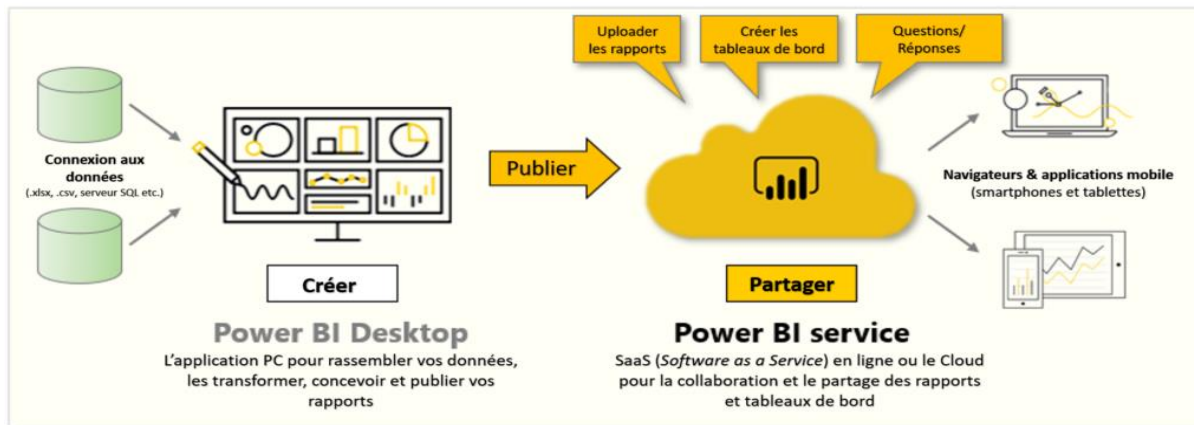 Uploader
les rapports
Créer les
tableaux de bord
Questions/
Réponses
Connexion aux
données
(.xlsx, .csv, serveur SQL etc.)
Publier
Navigateurs & applications mobile
(smartphones et tablettes)
Créer
Partager
Power BI Desktop
L'application PC pour rassembler vos données,
les transformer, concevoir et publier vos
rapports
Power BI service
SaaS (Software as a Service) en ligne ou le Cloud
pour la collaboration et le partage des rapports
et tableaux de bord